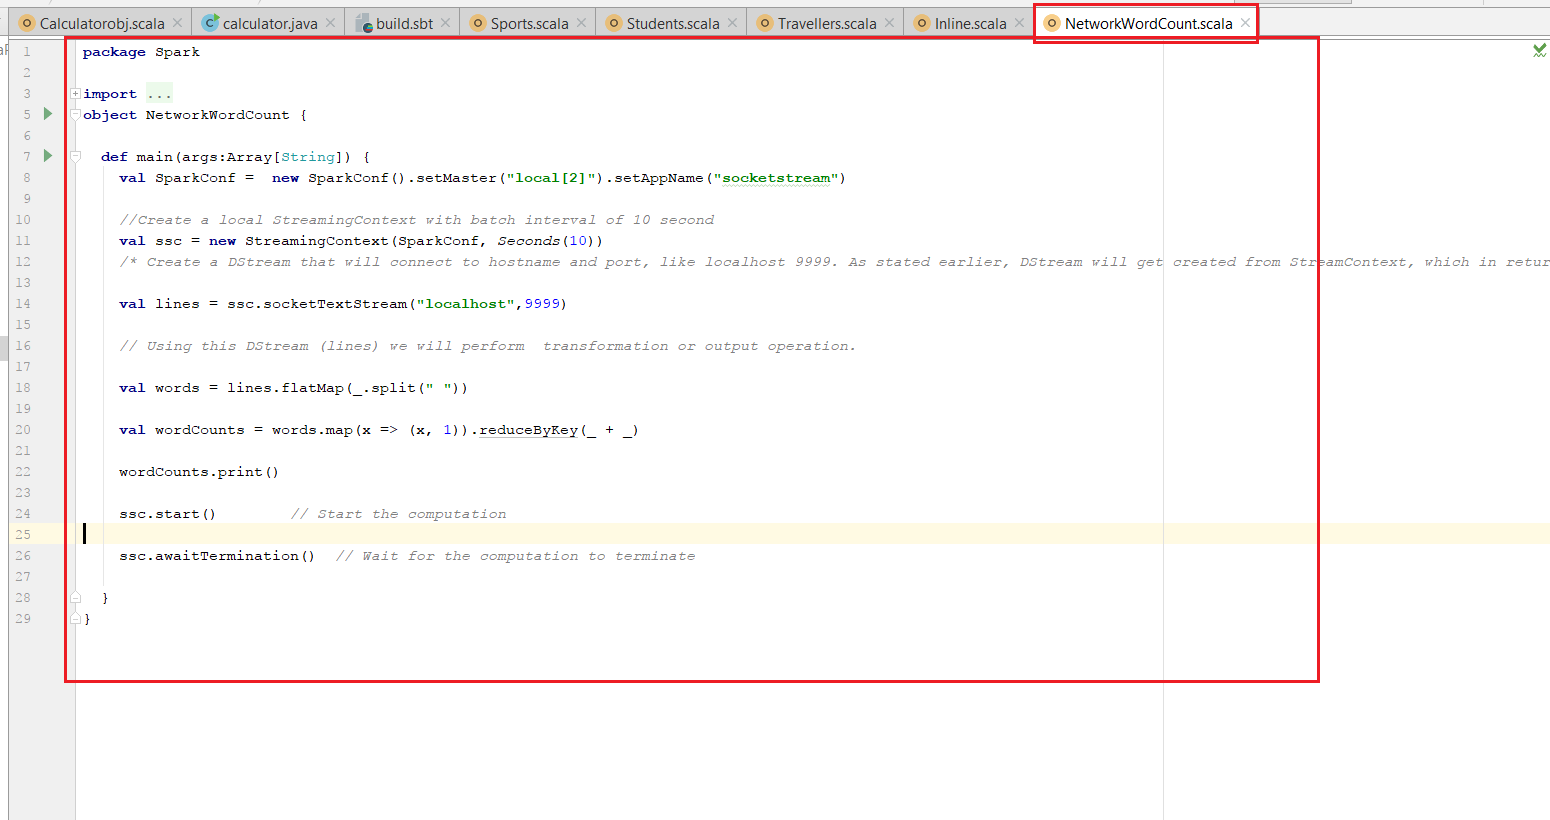 Calculatorobj.scala calculator.java build.sbt Sports.scala Students.scala Travellers.scala Inline.scala NetworkWordCount.scala
1 package Spark
2
3 import ...
5 object NetworkWordCount {
6
7 def main(args:Array[String]) {
8 val SparkConf =  new SparkConf().setMaster("local[2]").setAppName("socketstream")
9
10 //Create a local StreamingContext with batch interval of 10 second
11 val ssc = new StreamingContext(SparkConf, Seconds(10))
12 /* Create a DStream that will connect to hostname and port, like localhost 9999. As stated earlier, DStream will get created from StreamContext, which in retur
13
14 val lines = ssc.socketTextStream("localhost",9999)
15
16 // Using this DStream (lines) we will perform  transformation or output operation.
17
18 val words = lines.flatMap(_.split(" "))
19
20 val wordCounts = words.map(x => (x, 1)).reduceByKey(_ + _)
21
22 wordCounts.print()
23
24 ssc.start() // Start the computation
25
26 ssc.awaitTermination() // Wait for the computation to terminate
27
28 }
29 }